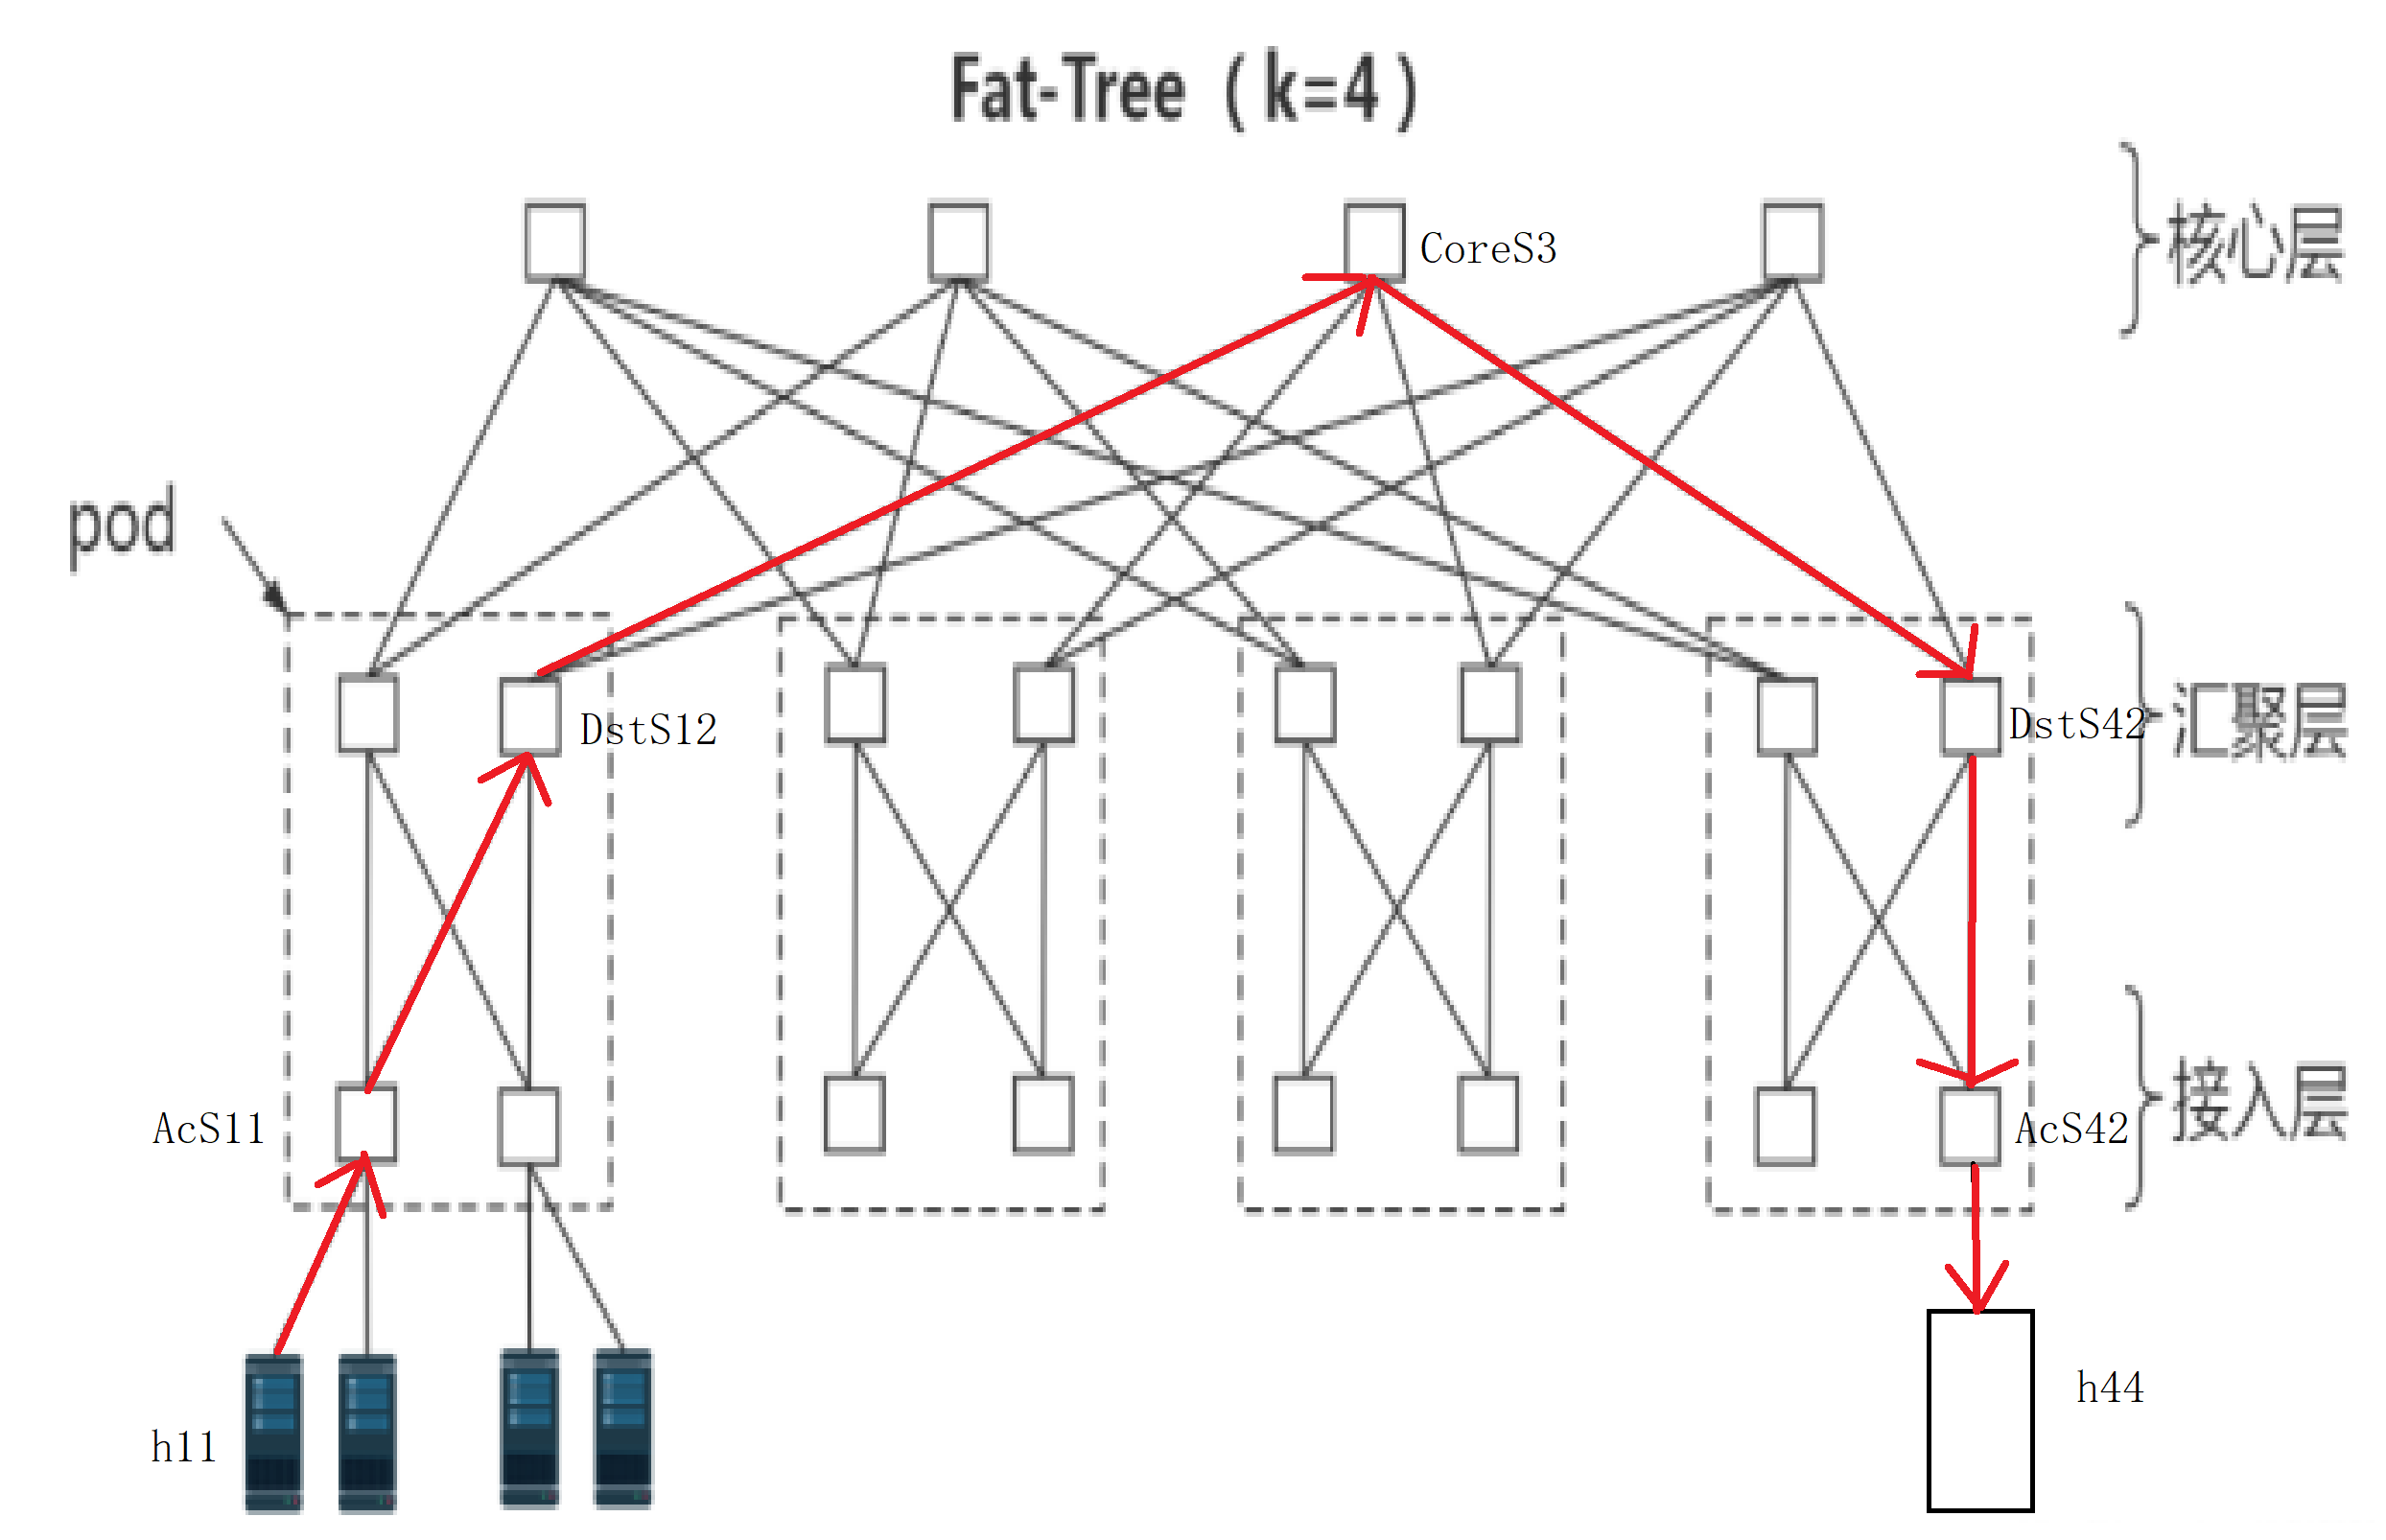 Fat-Tree（k=4）
CoreS3
核心层
pod
DstS12
DstS42
汇聚层
AcS11
AcS42
接入层
h11
h44